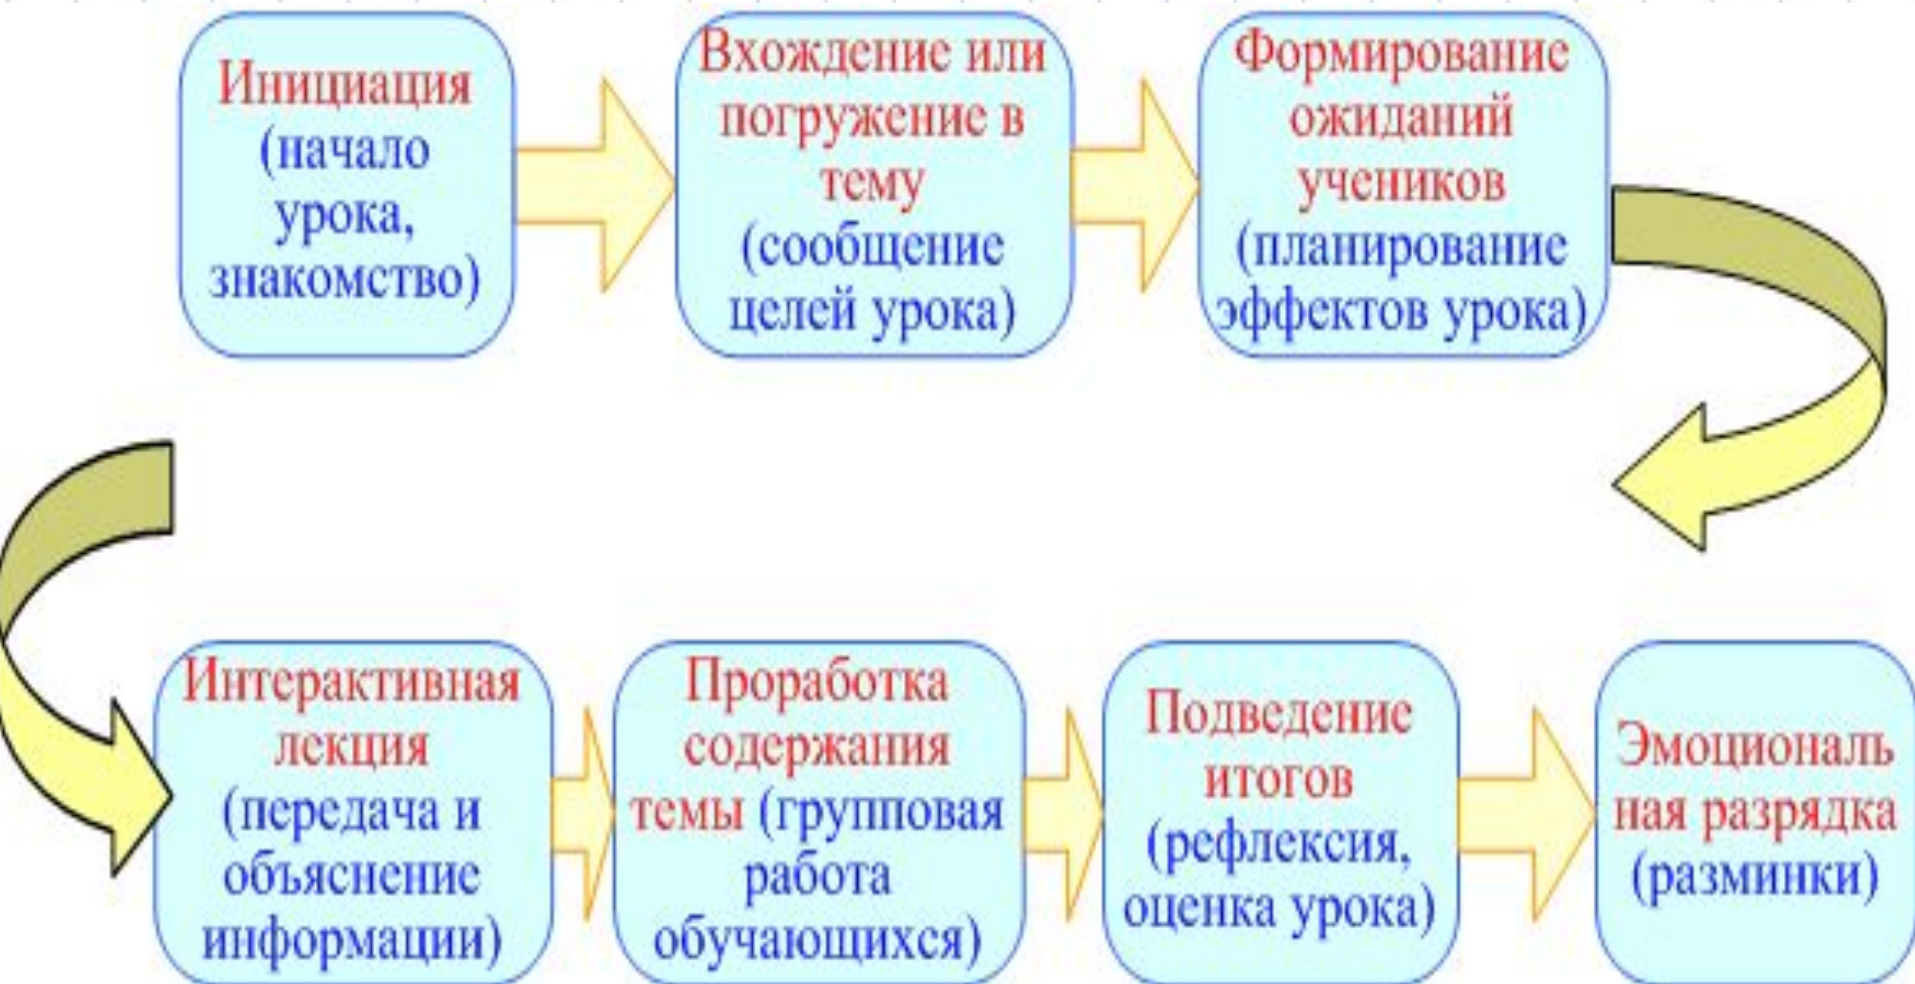 Инициация
(начало
урока,
знакомство)
Вхождение или
погружение в
тему
(сообщение
целей урока)
Формирование
ожиданий
учеников
(планирование
эффектов урока)
Интерактивная
лекция
(передача и
объяснение
информации)
Проработка
содержания
темы (групповая
работа
обучающихся)
Подведение
итогов
(рефлексия,
оценка урока)
Эмоциональ
ная разрядка
(разминки)